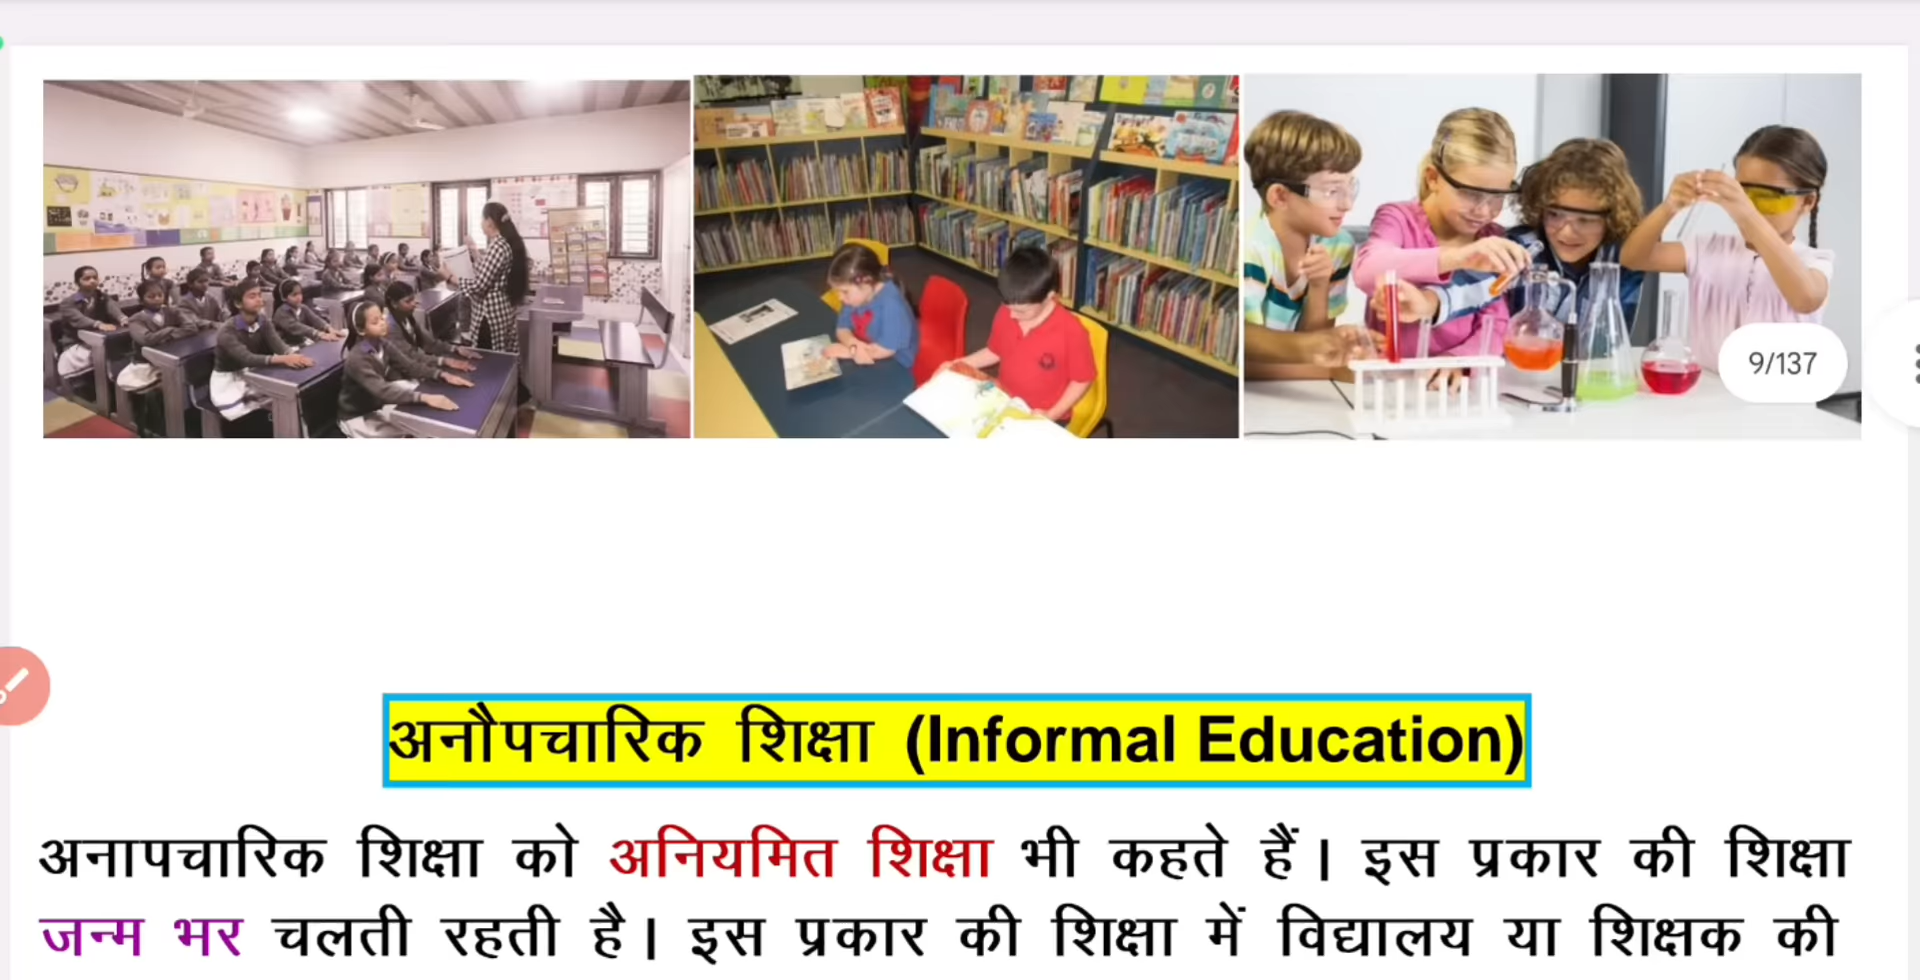 9/137
अनौपचारिक शिक्षा (Informal Education)
अनापचारिक शिक्षा को अनियमित शिक्षा भी कहते हैं। इस प्रकार की शिक्षा
जन्म भर चलती रहती है। इस प्रकार की शिक्षा में विद्यालय या शिक्षक की